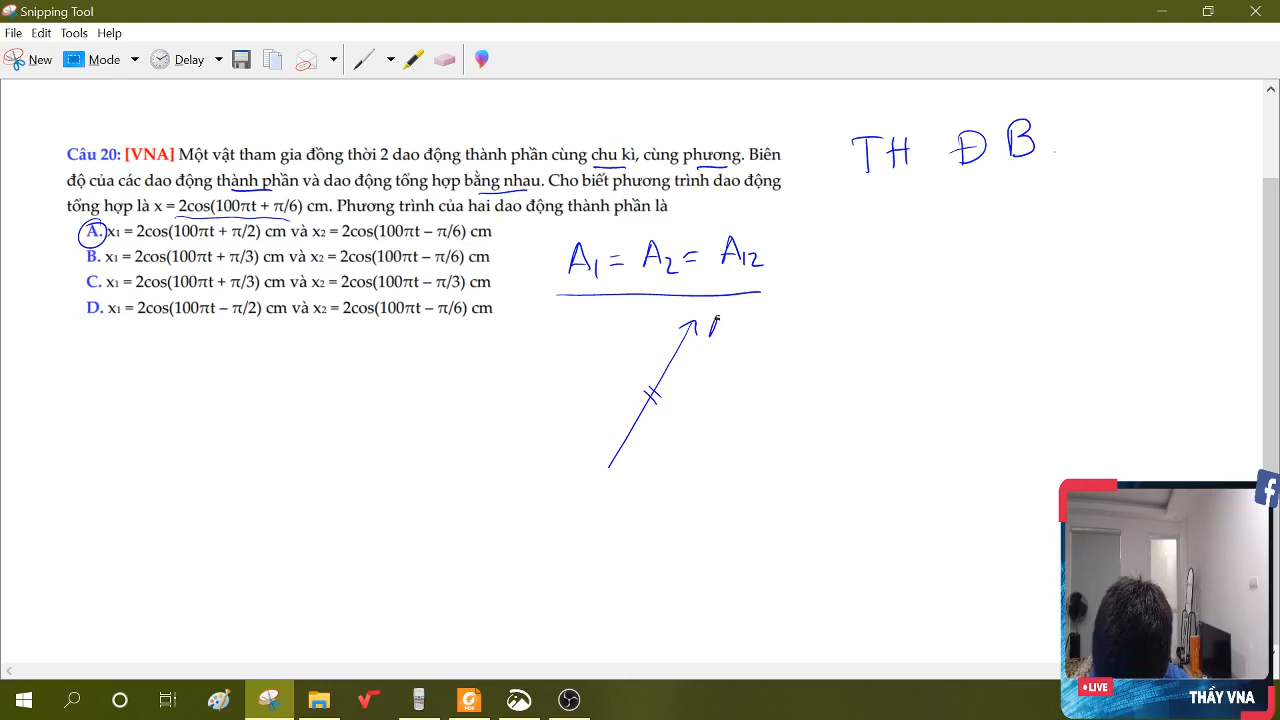 Snipping Tool
File Edit Tools Help
New Mode Delay
Câu 20: [VNA] Một vật tham gia đồng thời 2 dao động thành phần cùng chu kì, cùng phương. Biên
độ của các dao động thành phần và dao động tổng hợp bằng nhau. Cho biết phương trình dao động
tổng hợp là x = 2cos(100πt + π/6) cm. Phương trình của hai dao động thành phần là
A. x₁ = 2cos(100πt + π/2) cm và x₂ = 2cos(100πt − π/6) cm
B. x₁ = 2cos(100πt + π/3) cm và x₂ = 2cos(100πt − π/6) cm
C. x₁ = 2cos(100πt + π/3) cm và x₂ = 2cos(100πt − π/3) cm
D. x₁ = 2cos(100πt − π/2) cm và x₂ = 2cos(100πt − π/6) cm
TH ĐB
A₁ = A₂ = A₁₂
LIVE
THẦY VNA